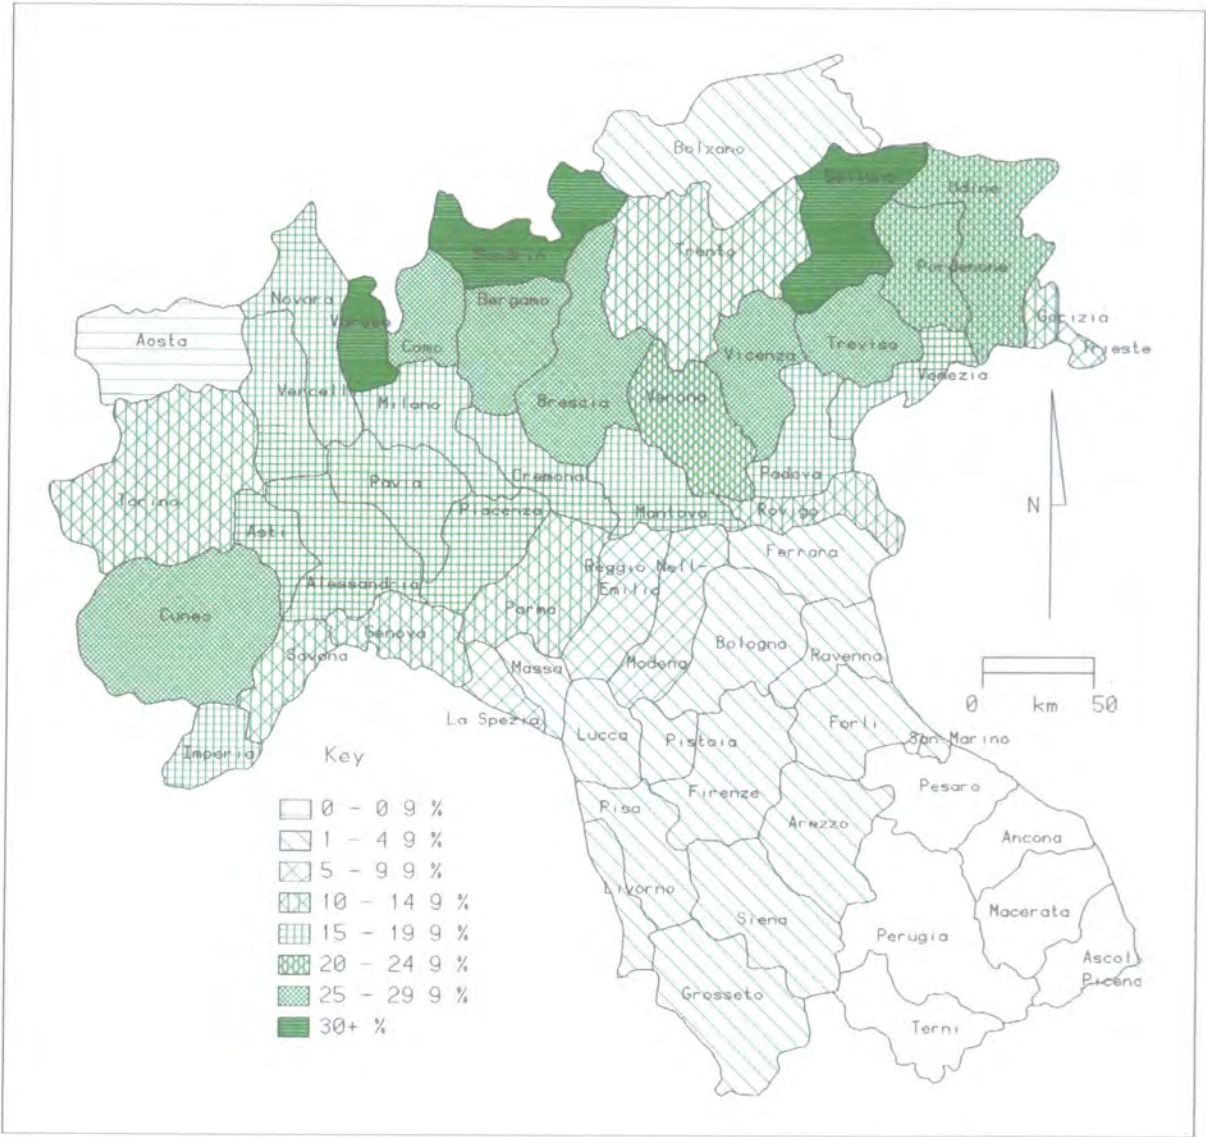 Bolzano
Belluno
Udine
Sondrio
Trento
Pordenone
Novara
Bergamo
Varese
Gorizia
Aosta
Como
Vicenza
Treviso
Trieste
Venezia
Vercelli
Milano
Brescia
Verona
Padova
Cremona
Pavia
Torino
Piacenza
Mantova
Rovigo
N
Asti
Ferrara
Reggio Nell-
Emilia
Alessandria
Parma
Cuneo
Genova
Bologna
Savona
Massa
Modena
Ravenna
La Spezia
Lucca
Pistoia
Forli
San Marino
0 km 50
Imperia
Key
Pesaro
Firenze
Pisa
Arezzo
Ancona
0 - 0 9 %
1 - 4 9 %
5 - 9 9 %
10 - 14 9 %
15 - 19 9 %
20 - 24 9 %
25 - 29 9 %
30+ %
Livorno
Siena
Macerata
Perugia
Ascoli
Picena
Grosseto
Terni